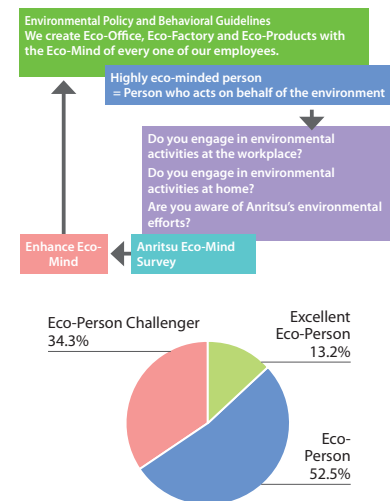 Environmental Policy and Behavioral Guidelines
We create Eco-Office, Eco-Factory and Eco-Products with
the Eco-Mind of every one of our employees.
Highly eco-minded person
= Person who acts on behalf of the environment
Do you engage in environmental
activities at the workplace?
Do you engage in environmental
activities at home?
Are you aware of Anritsu's environmental
efforts?
Enhance Eco-
Mind
Anritsu Eco-Mind
Survey
Eco-Person Challenger
34.3%
Excellent
Eco-Person
13.2%
Eco-
Person
52.5%